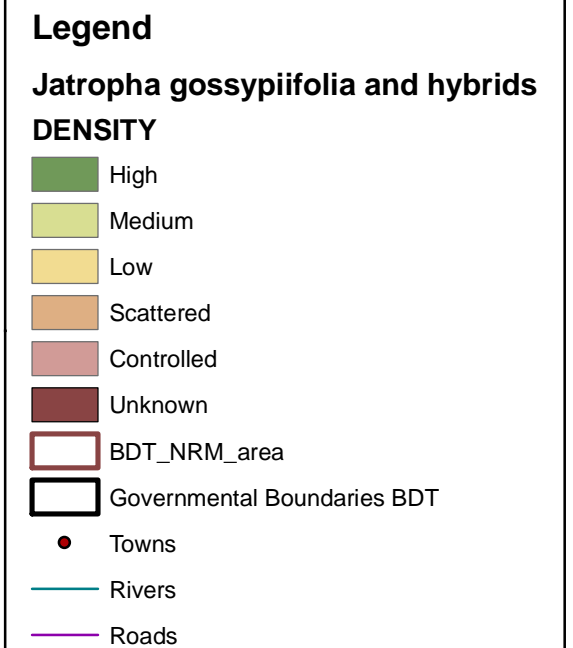 Legend
Jatropha gossypiifolia and hybrids
DENSITY
High
Medium
Low
Scattered
Controlled
Unknown
BDT_NRM_area
Governmental Boundaries BDT
Towns
Rivers
Roads